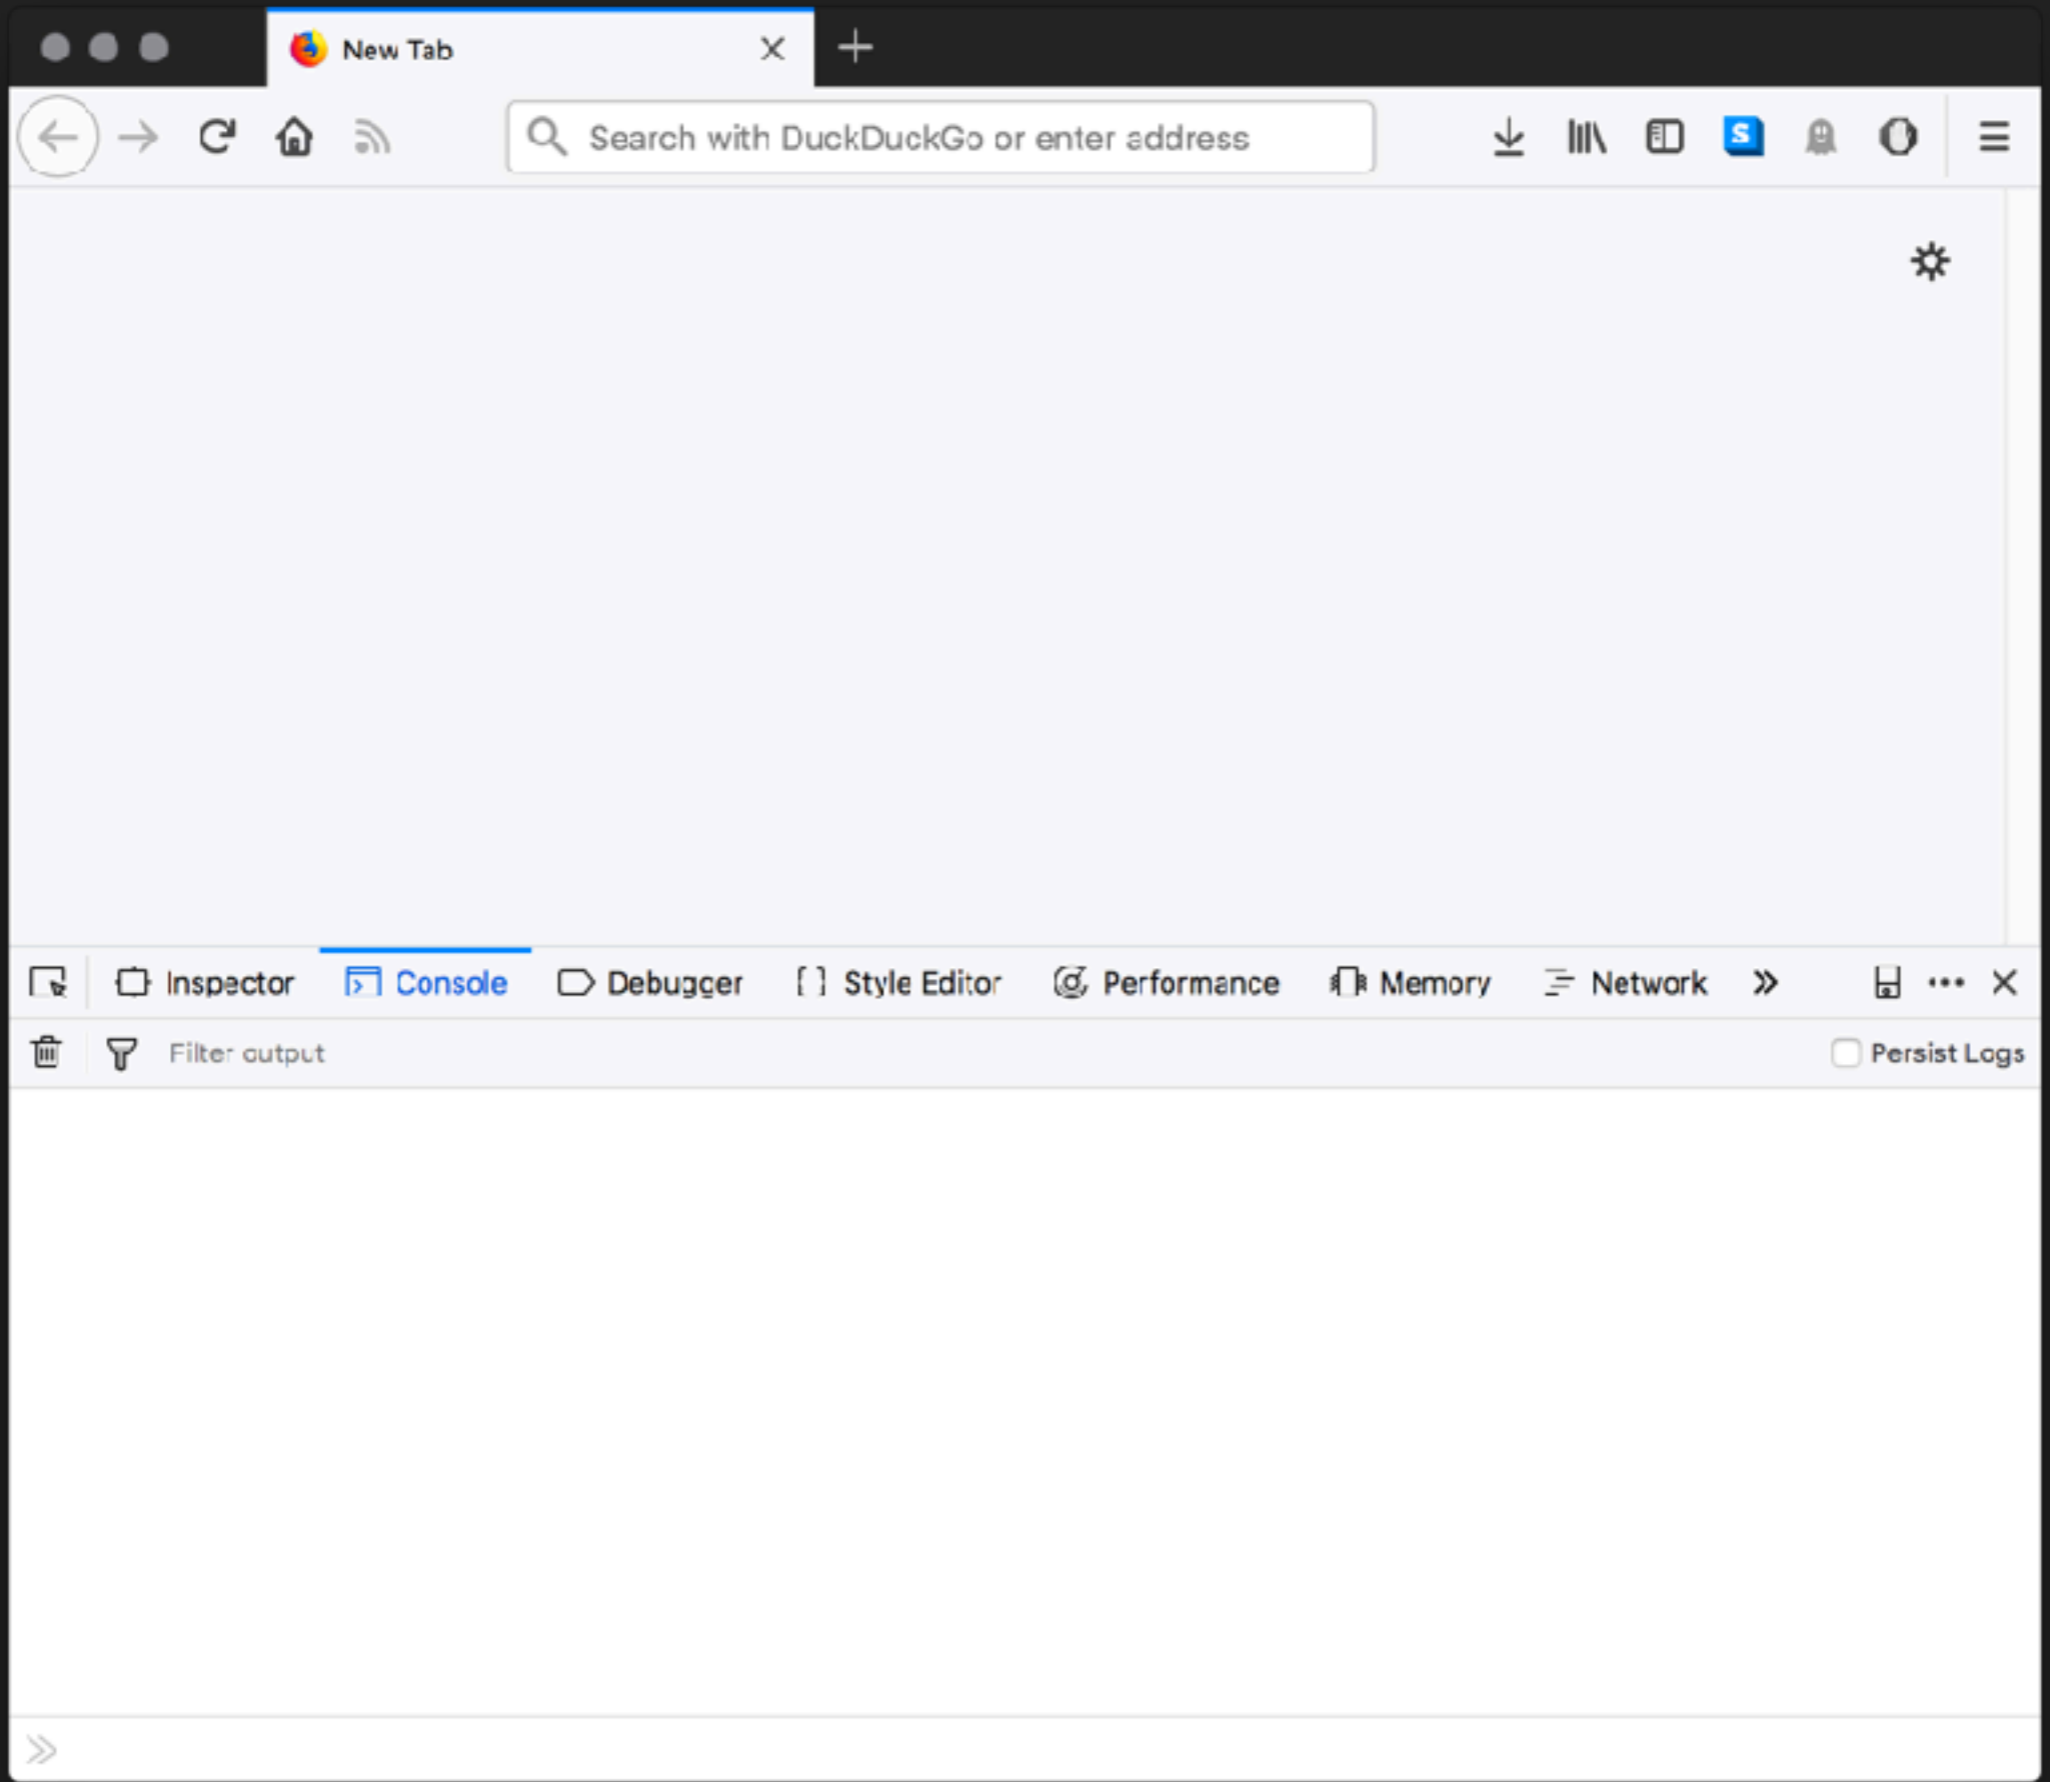 New Tab
Search with DuckDuckGo or enter address
S
Inspector Console Debugger Style Editor Performance Memory Network
Filter output Persist Logs